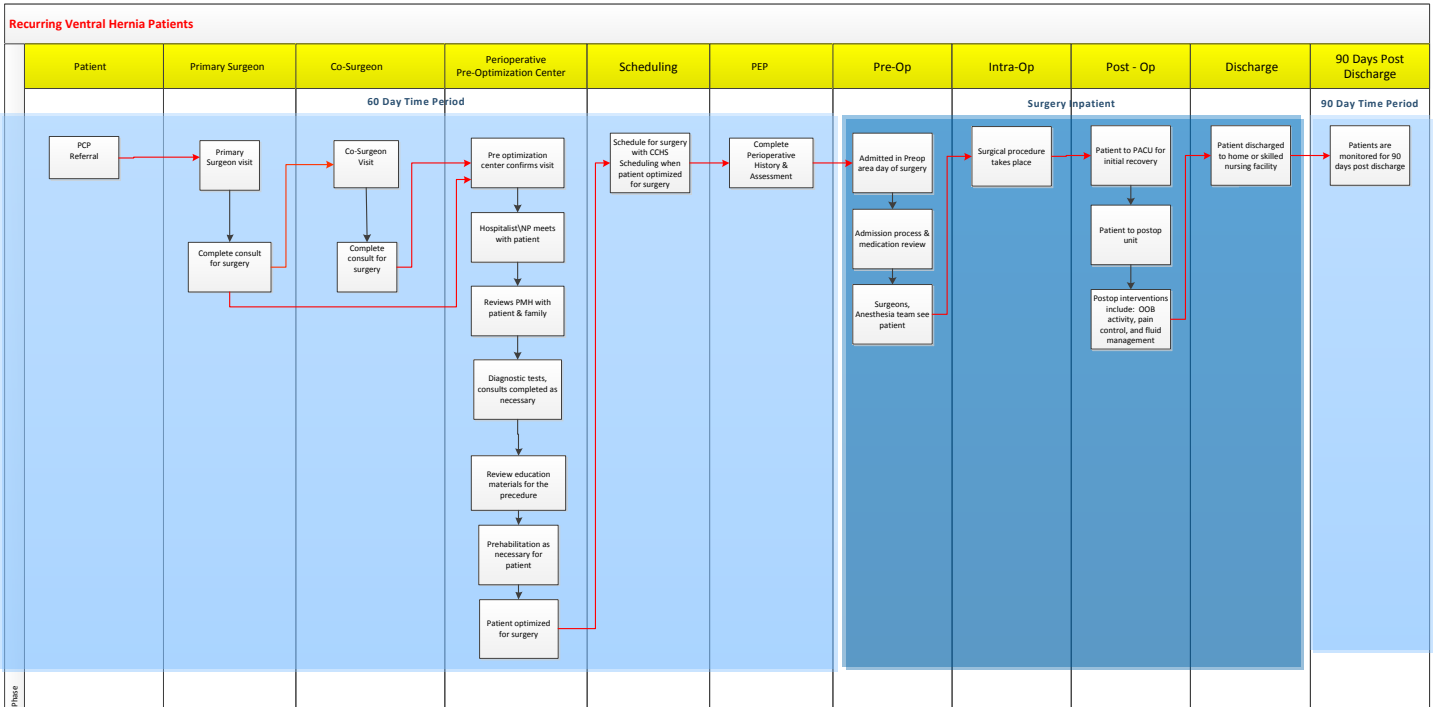 Recurring Ventral Hernia Patients
Patient
Primary Surgeon
Co-Surgeon
Perioperative
Pre-Optimization Center
Scheduling
PEP
Pre-Op
Intra-Op
Post - Op
Discharge
90 Days Post
Discharge
60 Day Time Period
Surgery Inpatient
90 Day Time Period
PCP
Referral
Primary
Surgeon visit
Complete consult
for surgery
Co-Surgeon
Visit
Complete
consult for
surgery
Pre optimization
center confirms visit
Hospitalist\NP meets
with patient
Reviews PMH with
patient & family
Diagnostic tests,
consults completed as
necessary
Review education
materials for the
precedure
Prehabilitation as
necessary for
patient
Patient optimized
for surgery
Schedule for surgery
with CCHS
Scheduling when
patient optimized
for surgery
Complete
Perioperative
History &
Assessment
Admitted in Preop
area day of surgery
Admission process &
medication review
Surgeons,
Anesthesia team see
patient
Surgical procedure
takes place
Patient to PACU for
initial recovery
Patient to postop
unit
Postop interventions
include: OOB
activity, pain
control, and fluid
management
Patient discharged
to home or skilled
nursing facility
Patients are
monitored for 90
days post discharge
Phase